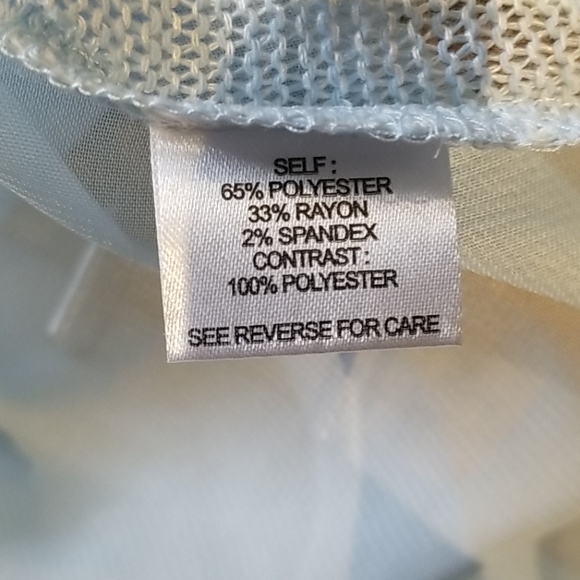 SELF :
65% POLYESTER
33% RAYON
2% SPANDEX
CONTRAST :
100% POLYESTER
SEE REVERSE FOR CARE